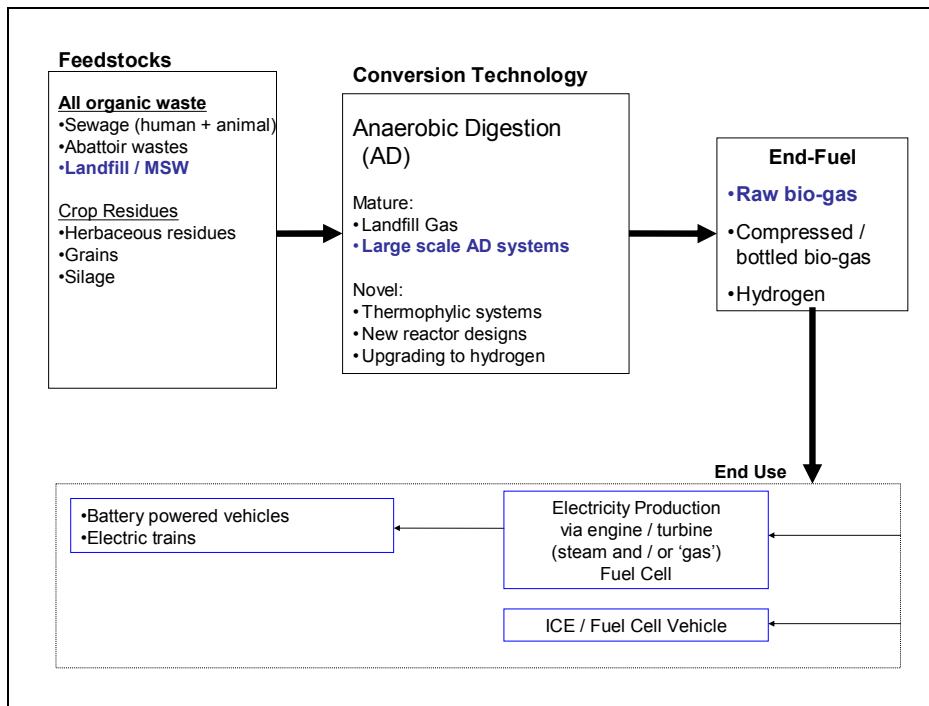 Feedstocks
All organic waste
•Sewage (human + animal)
•Abattoir wastes
•Landfill / MSW
Crop Residues
•Herbaceous residues
•Grains
•Silage
Conversion Technology
Anaerobic Digestion
(AD)
Mature:
•Landfill Gas
•Large scale AD systems
Novel:
•Thermophylic systems
•New reactor designs
•Upgrading to hydrogen
End-Fuel
•Raw bio-gas
•Compressed /
bottled bio-gas
•Hydrogen
End Use
•Battery powered vehicles
•Electric trains
Electricity Production
via engine / turbine
(steam and / or ‘gas’)
Fuel Cell
ICE / Fuel Cell Vehicle